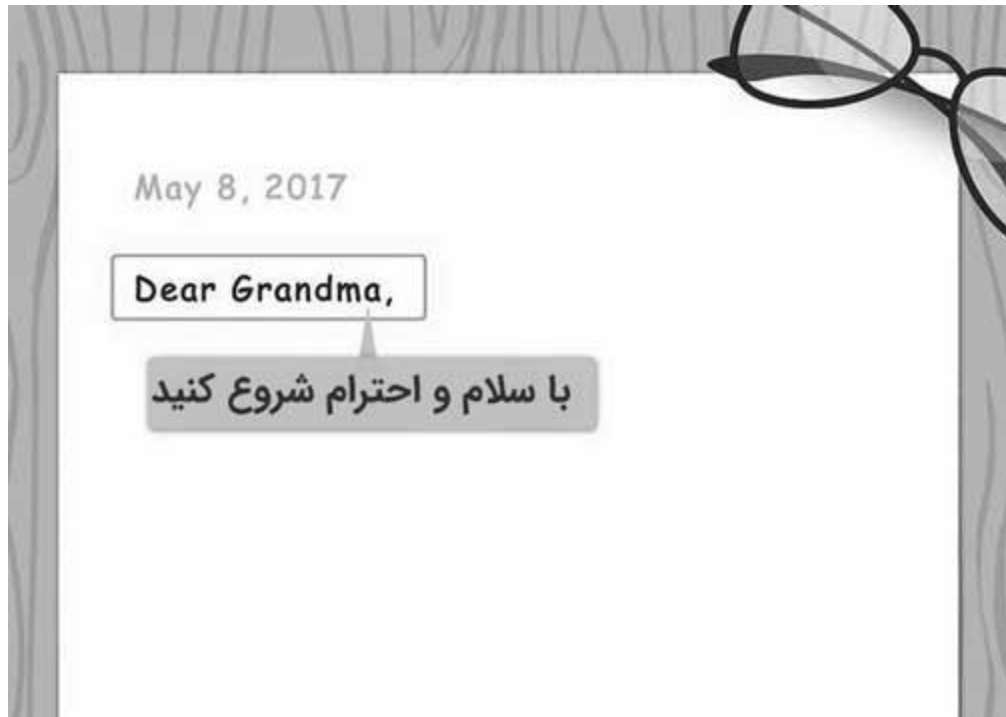 May 8, 2017
Dear Grandma,
با سلام و احترام شروع کنید